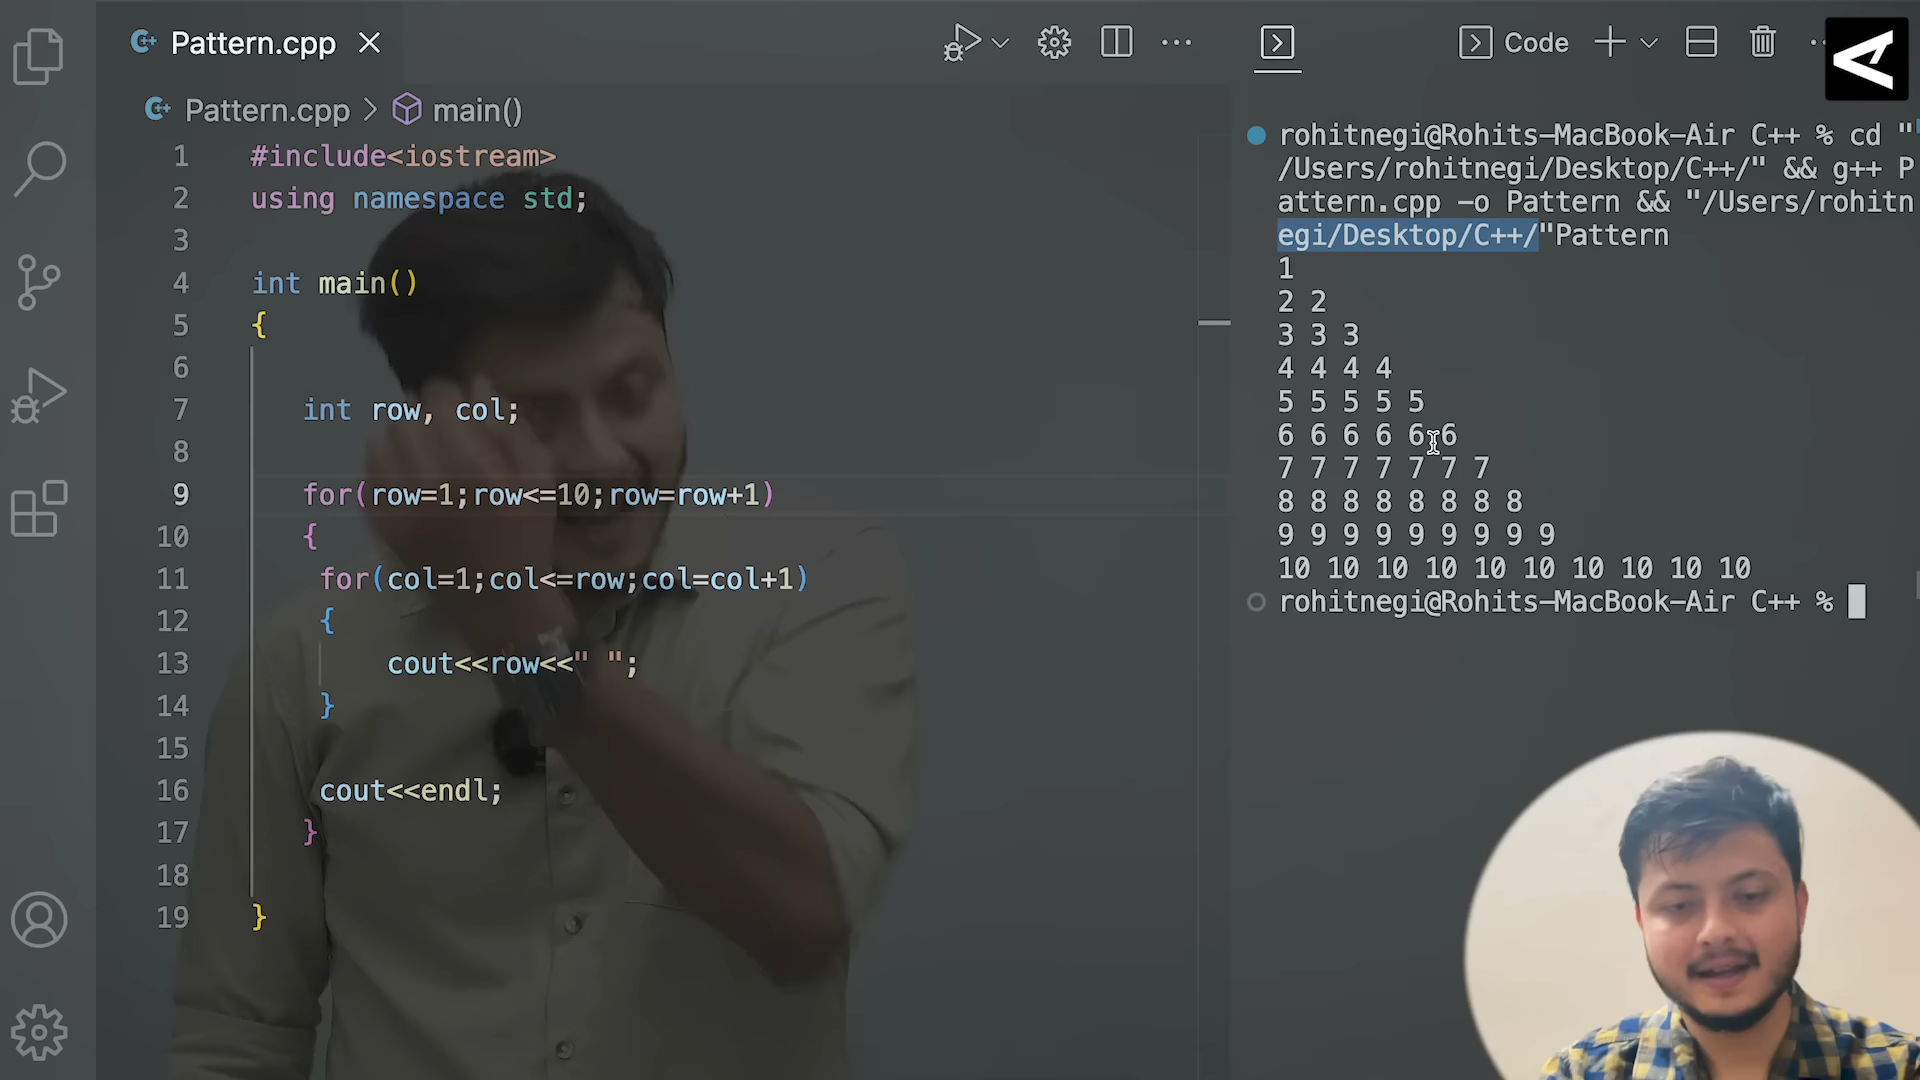 Pattern.cpp
Code
Pattern.cpp > main()
1 #include<iostream>
2 using namespace std;
3
4 int main()
5 {
6
7 int row, col;
8
9 for(row=1;row<=10;row=row+1)
10 {
11 for(col=1;col<=row;col=col+1)
12 {
13 cout<<row<<" ";
14 }
15
16 cout<<endl;
17 }
18
19 }
rohitnegi@Rohits-MacBook-Air C++ % cd "
/Users/rohitnegi/Desktop/C++/" && g++ P
attern.cpp -o Pattern && "/Users/rohitn
egi/Desktop/C++/"Pattern
1
2 2
3 3 3
4 4 4 4
5 5 5 5 5
6 6 6 6 6 6
7 7 7 7 7 7 7
8 8 8 8 8 8 8 8
9 9 9 9 9 9 9 9 9
10 10 10 10 10 10 10 10 10 10
rohitnegi@Rohits-MacBook-Air C++ %